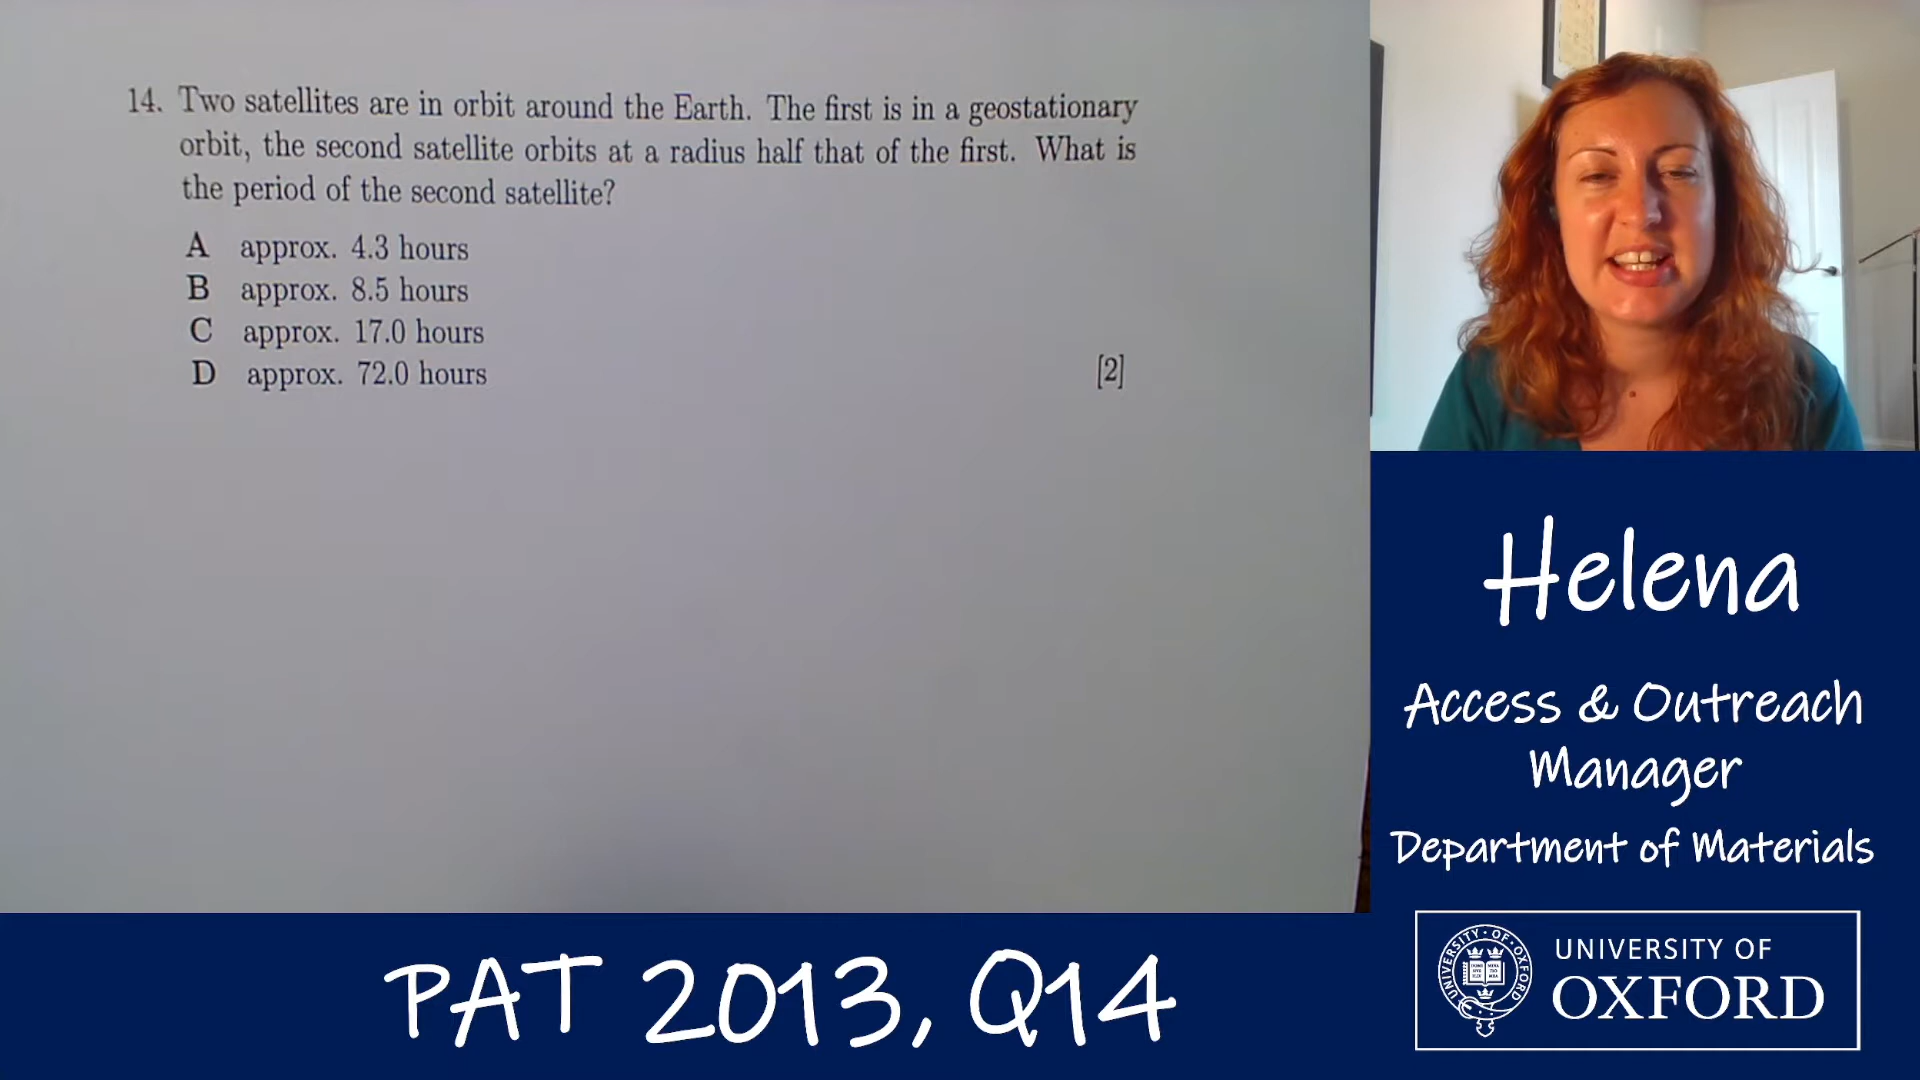 14. Two satellites are in orbit around the Earth. The first is in a geostationary
orbit, the second satellite orbits at a radius half that of the first. What is
the period of the second satellite?
A approx. 4.3 hours
B approx. 8.5 hours
C approx. 17.0 hours
D approx. 72.0 hours [2]
Helena
Access & Outreach
Manager
Department of Materials
PAT 2013, Q14
UNIVERSITY OF
OXFORD
UNIVERSITY OF OXFORD